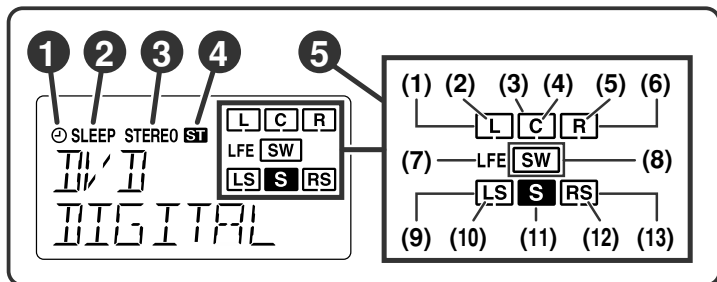 1 2 3 4 5
SLEEP STEREO ST
L C R
LFE SW
LS S RS
DVD
DIGITAL
(1) (2) (3) (4) (5) (6)
L C R
(7) LFE SW (8)
LS S RS
(9) (10) (11) (12) (13)